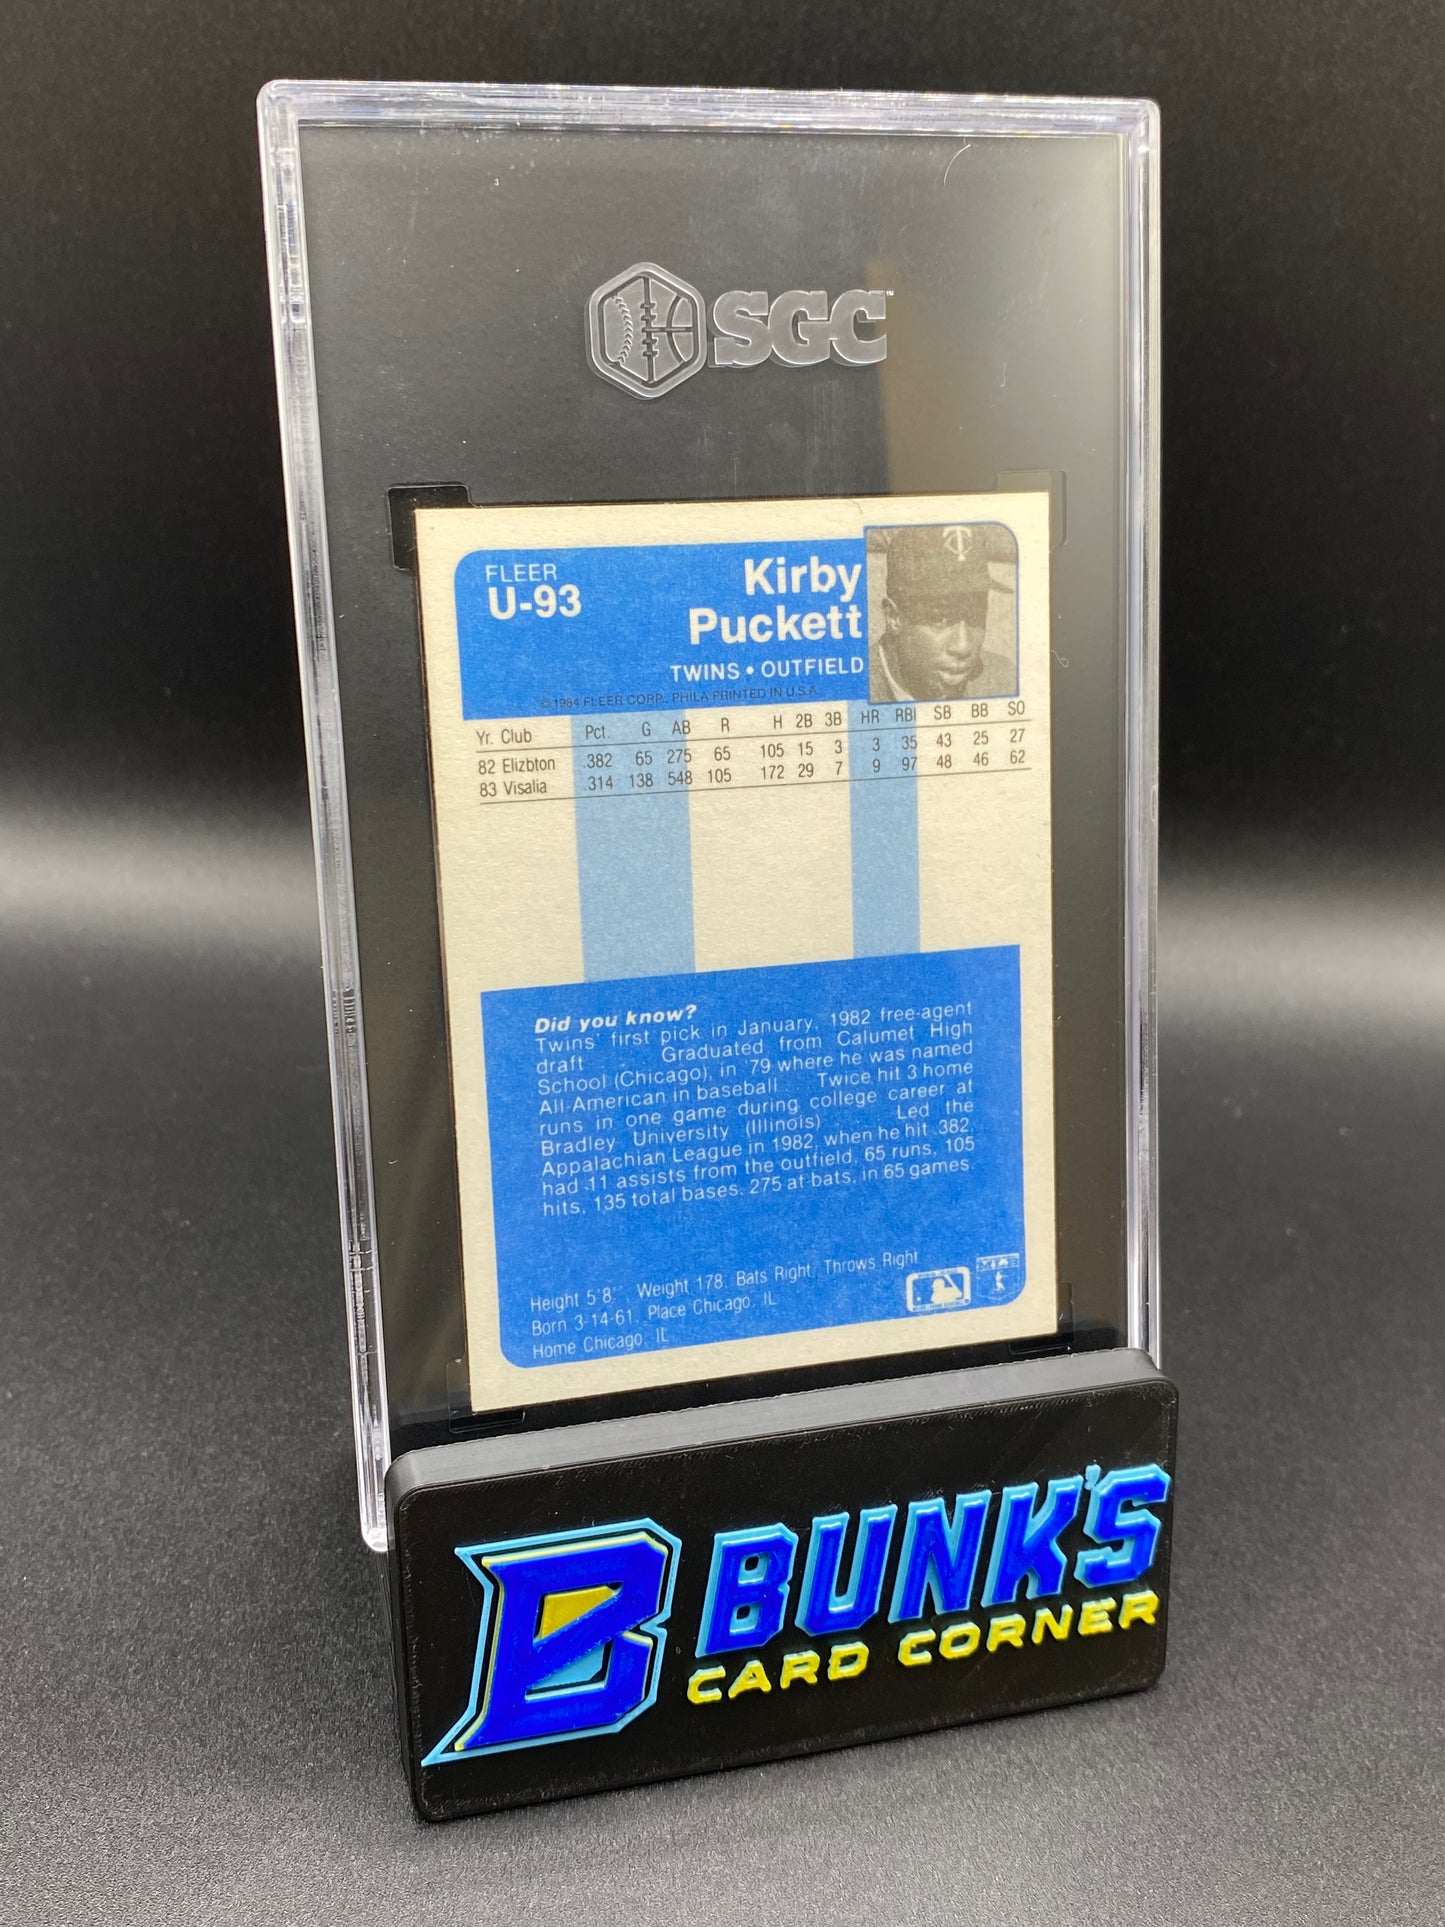 SGC™
FLEER
U-93
Kirby
Puckett
TWINS • OUTFIELD
© 1984 FLEER CORP., PHILA PRINTED IN U.S.A.
Yr. Club Pct. G AB R H 2B 3B HR RBI SB BB SO
82 Elizbton .382 65 275 65 105 15 3 3 35 43 25 27
83 Visalia .314 138 548 105 172 29 7 9 97 48 46 62
Did you know?
Twins' first pick in January, 1982 free-agent
draft . . . Graduated from Calumet High
School (Chicago), in '79 where he was named
All-American in baseball . . . Twice hit 3 home
runs in one game during college career at
Bradley University (Illinois) . . . Led the
Appalachian League in 1982, when he hit .382,
had 11 assists from the outfield, 65 runs, 105
hits, 135 total bases, 275 at-bats, in 65 games.
Height 5'8" Weight 178. Bats Right, Throws Right
Born 3-14-61. Place Chicago, IL
Home Chicago, IL
B BUNK'S
CARD CORNER